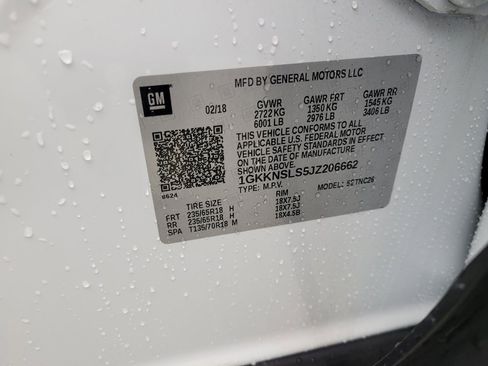 MFD BY GENERAL MOTORS LLC
GM
02/18 GVWR GAWR FRT GAWR RR
2722 KG 1350 KG 1545 KG
6001 LB 2976 LB 3406 LB
THIS VEHICLE CONFORMS TO ALL
APPLICABLE U.S. FEDERAL MOTOR
VEHICLE SAFETY STANDARDS IN EFFECT
ON THE DATE OF MANUFACTURE
SHOWN ABOVE.
1GKKNSLS5JZ206662
6624 TYPE: M.P.V. MODEL: 527NC26
TIRE SIZE RIM
FRT 235/65R18 H 18X7.5J
RR 235/65R18 H 18X7.5J
SPA T135/70R18 M 18X4.5B